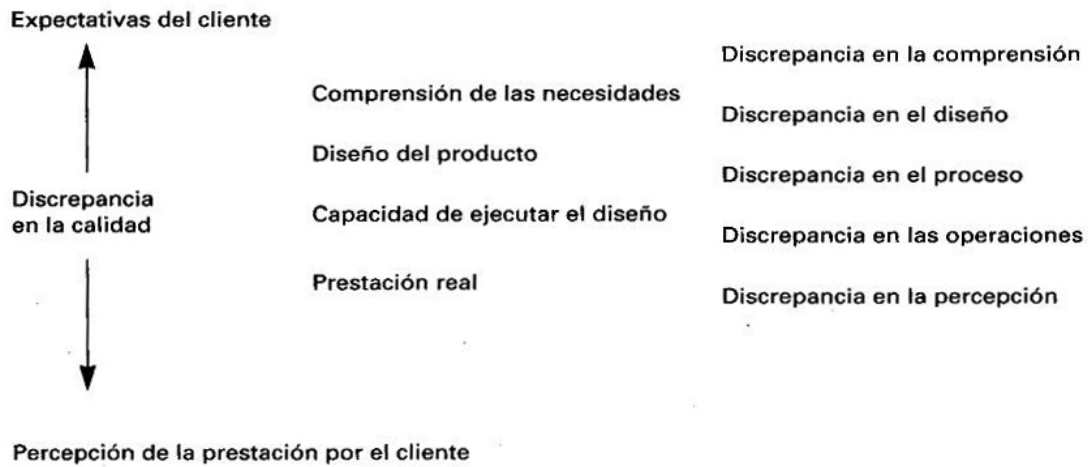 Expectativas del cliente
Discrepancia en la comprensión
Comprensión de las necesidades
Discrepancia en el diseño
Diseño del producto
Discrepancia en el proceso
Discrepancia
en la calidad
Capacidad de ejecutar el diseño
Discrepancia en las operaciones
Prestación real
Discrepancia en la percepción
Percepción de la prestación por el cliente